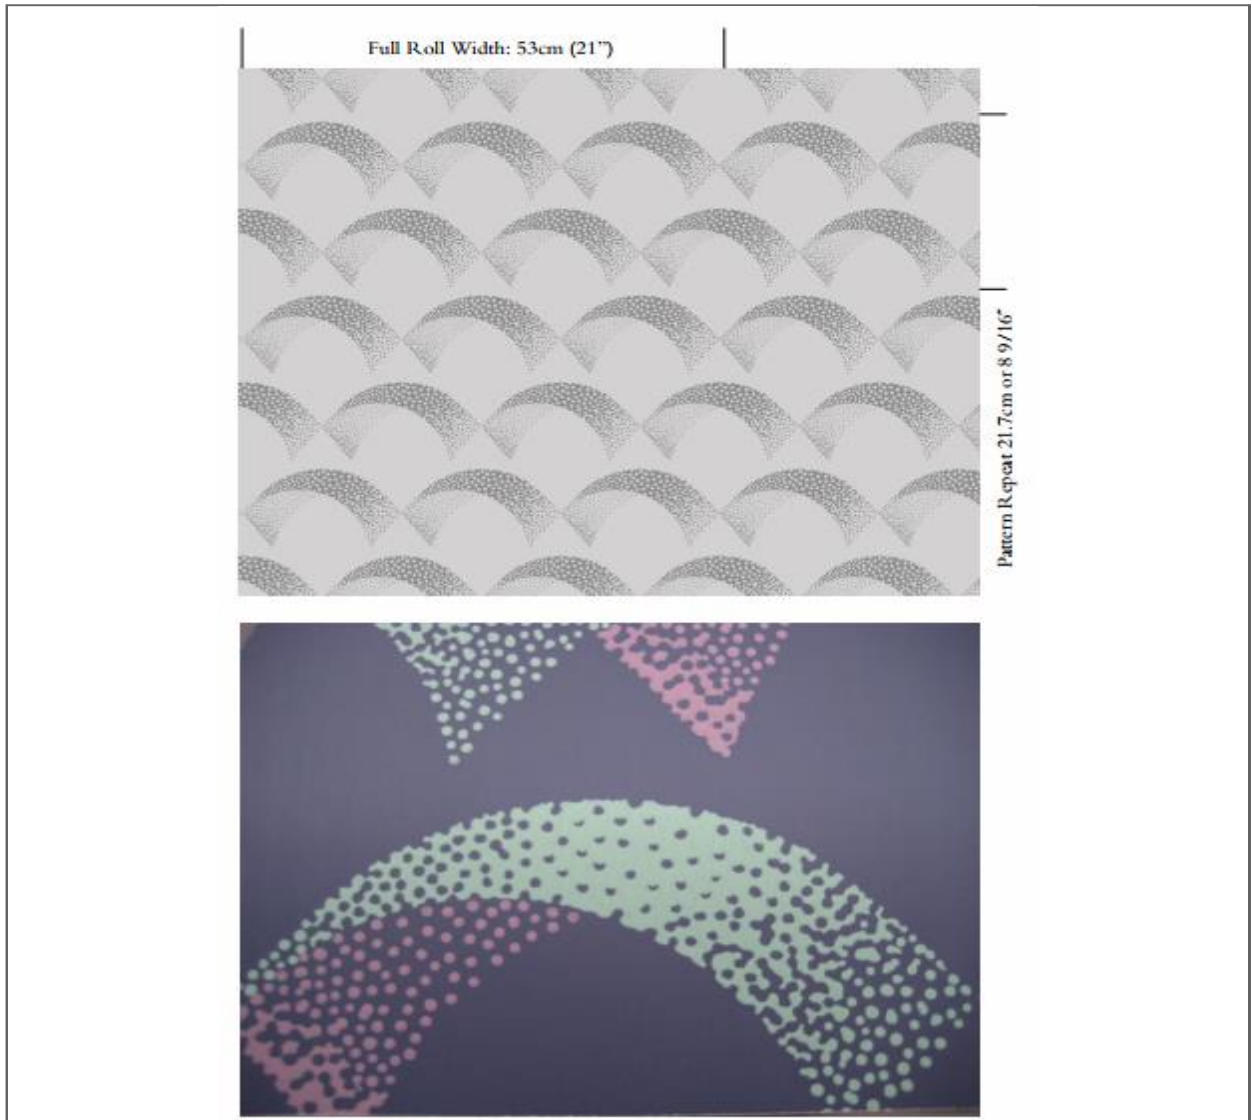 Full Roll Width: 53cm (21”)
Pattern Repeat 21.7cm or 8 9/16"